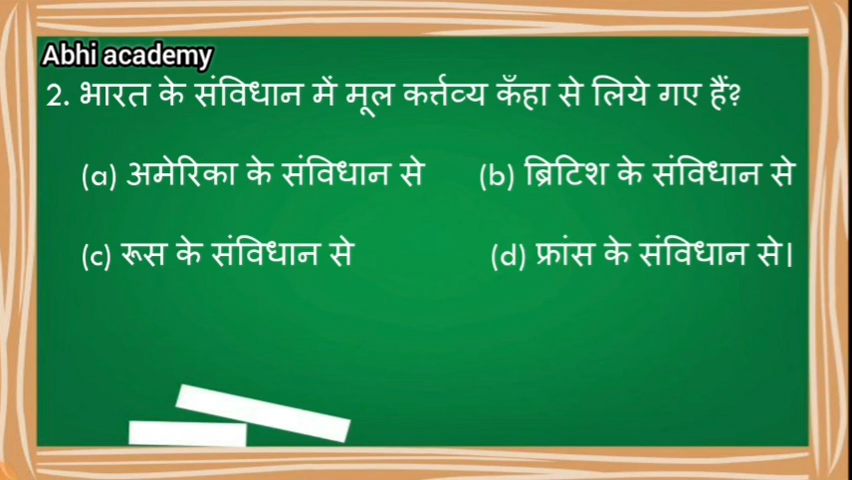 Abhi academy
2. भारत के संविधान में मूल कर्त्तव्य कँहा से लिये गए हैं?
(a) अमेरिका के संविधान से (b) ब्रिटिश के संविधान से
(c) रूस के संविधान से (d) फ्रांस के संविधान से।